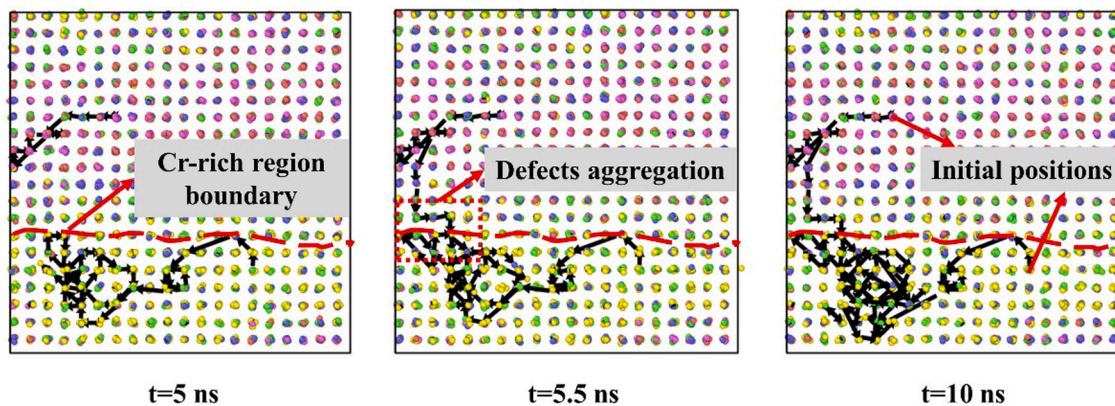 Cr-rich region
boundary
Defects aggregation
Initial positions
t=5 ns
t=5.5 ns
t=10 ns